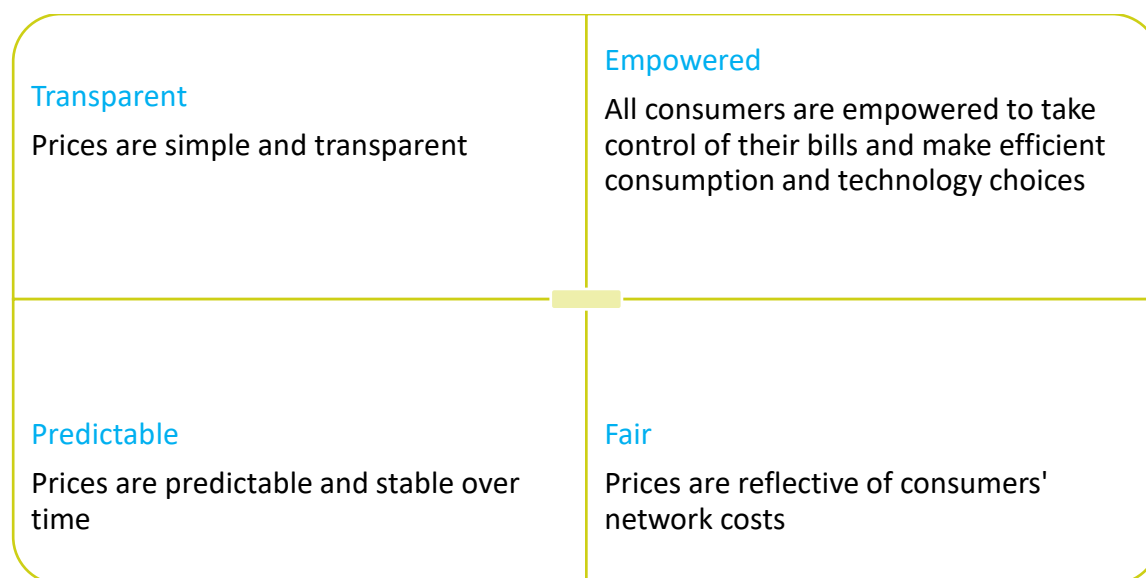 Transparent
Prices are simple and transparent
Empowered
All consumers are empowered to take
control of their bills and make efficient
consumption and technology choices
Predictable
Prices are predictable and stable over
time
Fair
Prices are reflective of consumers'
network costs